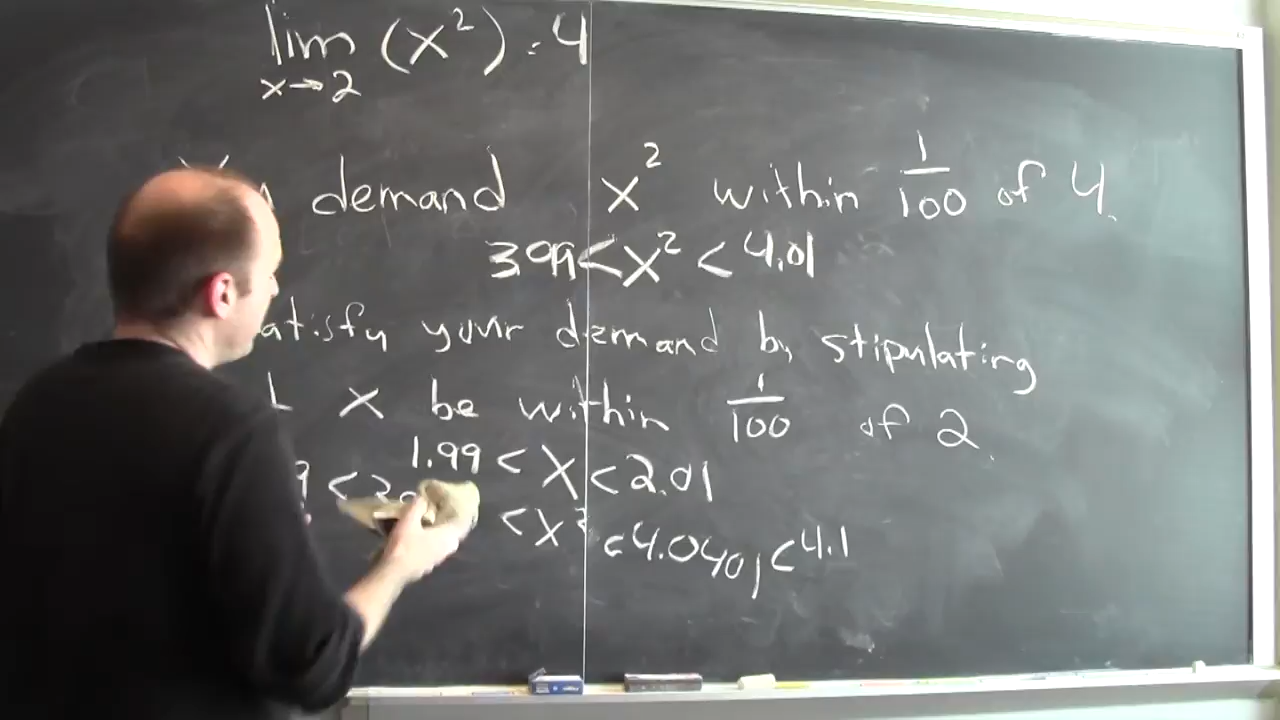 lim (x²) = 4
x→2
demand x² within 1/100 of 4.
3.99 < x² < 4.01
atisfy your demand by stipulating
x be within 1/100 of 2.
1.99 < x < 2.01
9 < < x² < 4.0401 < 4.1